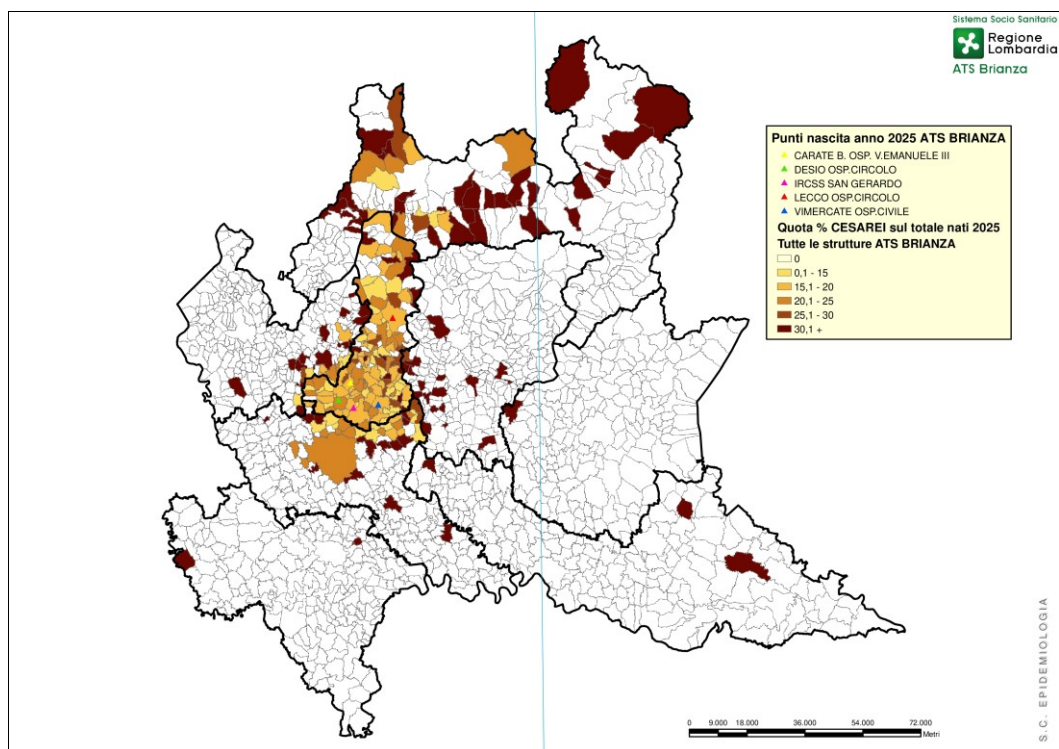 Sistema Socio Sanitario
Regione
Lombardia
ATS Brianza
Punti nascita anno 2025 ATS BRIANZA
CARATE B. OSP. V.EMANUELE III
DESIO OSP.CIRCOLO
IRCSS SAN GERARDO
LECCO OSP.CIRCOLO
VIMERCATE OSP.CIVILE
Quota % CESAREI sul totale nati 2025
Tutte le strutture ATS BRIANZA
0
0,1 - 15
15,1 - 20
20,1 - 25
25,1 - 30
30,1 +
S.C. EPIDEMIOLOGIA
0 9.000 18.000 36.000 54.000 72.000
Metri